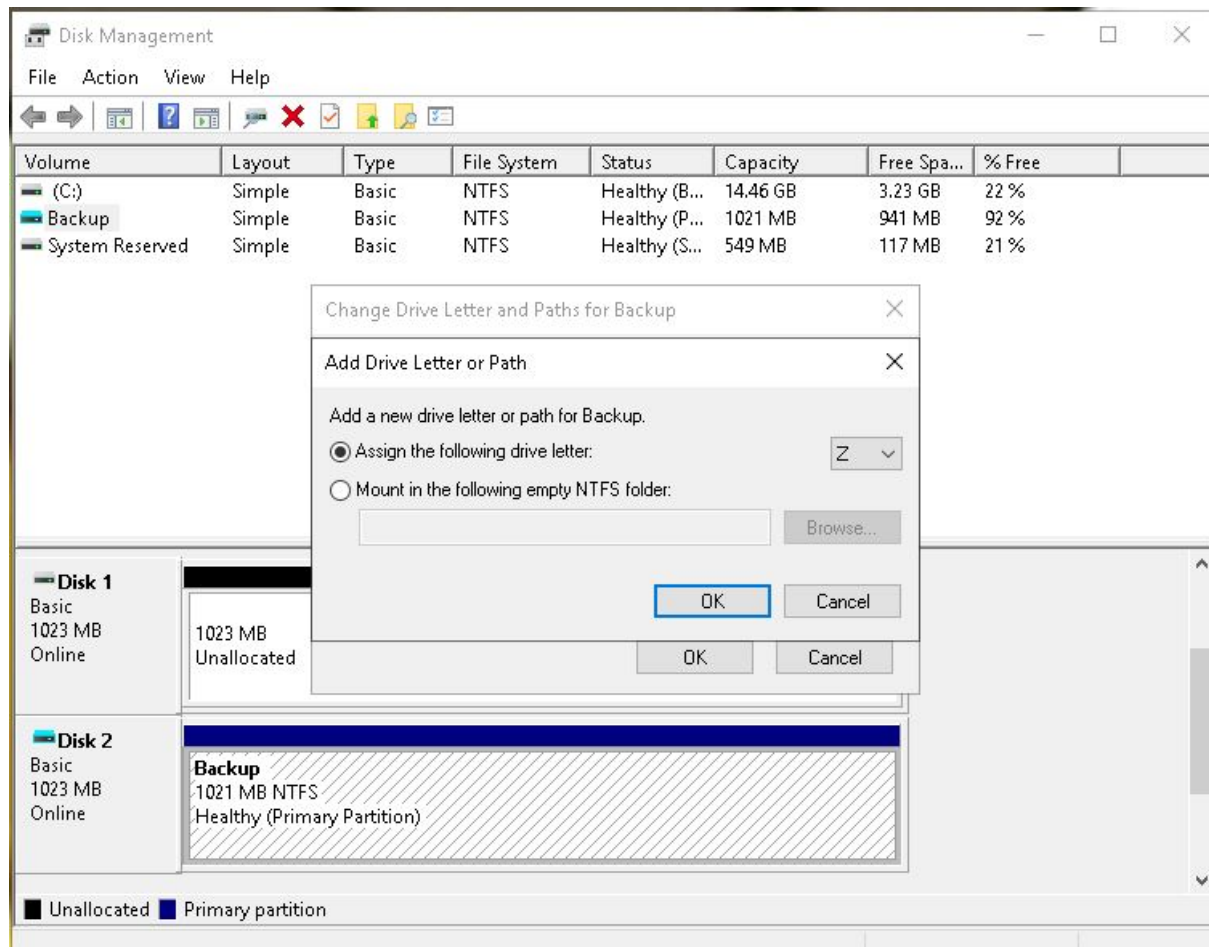 Disk Management
File Action View Help
Volume Layout Type File System Status Capacity Free Spa... % Free
(C:) Simple Basic NTFS Healthy (B... 14.46 GB 3.23 GB 22 %
Backup Simple Basic NTFS Healthy (P... 1021 MB 941 MB 92 %
System Reserved Simple Basic NTFS Healthy (S... 549 MB 117 MB 21 %
Change Drive Letter and Paths for Backup
Add Drive Letter or Path
Add a new drive letter or path for Backup.
Assign the following drive letter: Z
Mount in the following empty NTFS folder:
Browse...
OK Cancel
OK Cancel
Disk 1
Basic
1023 MB
Online
1023 MB
Unallocated
Disk 2
Basic
1023 MB
Online
Backup
1021 MB NTFS
Healthy (Primary Partition)
Unallocated Primary partition